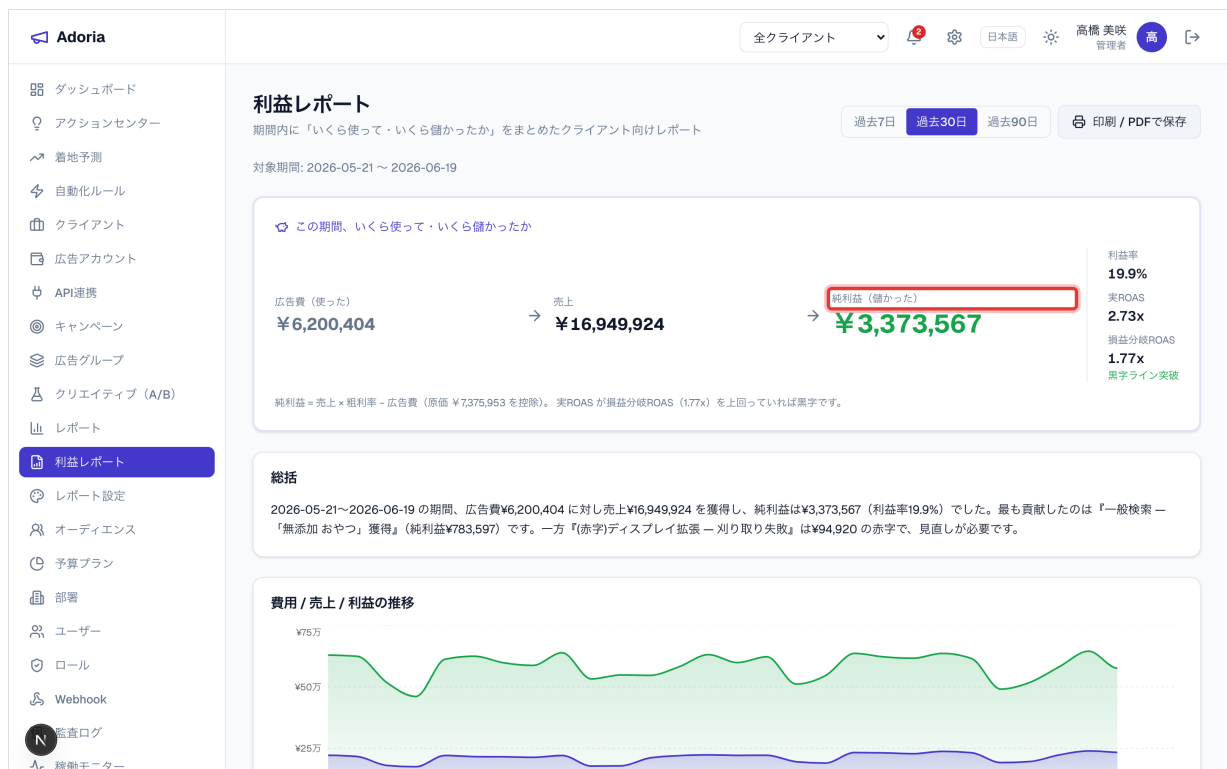 Adoria
全クライアント
2
日本語
高橋 美咲
管理者
高
ダッシュボード
アクションセンター
着地予測
自動化ルール
クライアント
広告アカウント
API連携
キャンペーン
広告グループ
クリエイティブ（A/B）
レポート
利益レポート
レポート設定
オーディエンス
予算プラン
部署
ユーザー
ロール
Webhook
監査ログ
稼働モニター
N
利益レポート
期間内に「いくら使って・いくら儲かったか」をまとめたクライアント向けレポート
過去7日
過去30日
過去90日
印刷 / PDFで保存
対象期間: 2026-05-21 〜 2026-06-19
この期間、いくら使って・いくら儲かったか
広告費（使った）
¥6,200,404
売上
¥16,949,924
純利益（儲かった）
¥3,373,567
利益率
19.9%
実ROAS
2.73x
損益分岐ROAS
1.77x
黒字ライン突破
純利益 = 売上 × 粗利率 − 広告費（原価 ¥7,375,953 を控除）。 実ROAS が損益分岐ROAS（1.77x）を上回っていれば黒字です。
総括
2026-05-21〜2026-06-19 の期間、広告費¥6,200,404 に対し売上¥16,949,924 を獲得し、純利益は¥3,373,567（利益率19.9%）でした。最も貢献したのは『一般検索 —
「無添加 おやつ」獲得』（純利益¥783,597）です。一方『(赤字)ディスプレイ拡張 — 刈り取り失敗』は¥94,920 の赤字で、見直しが必要です。
費用 / 売上 / 利益の推移
¥75万
¥50万
¥25万